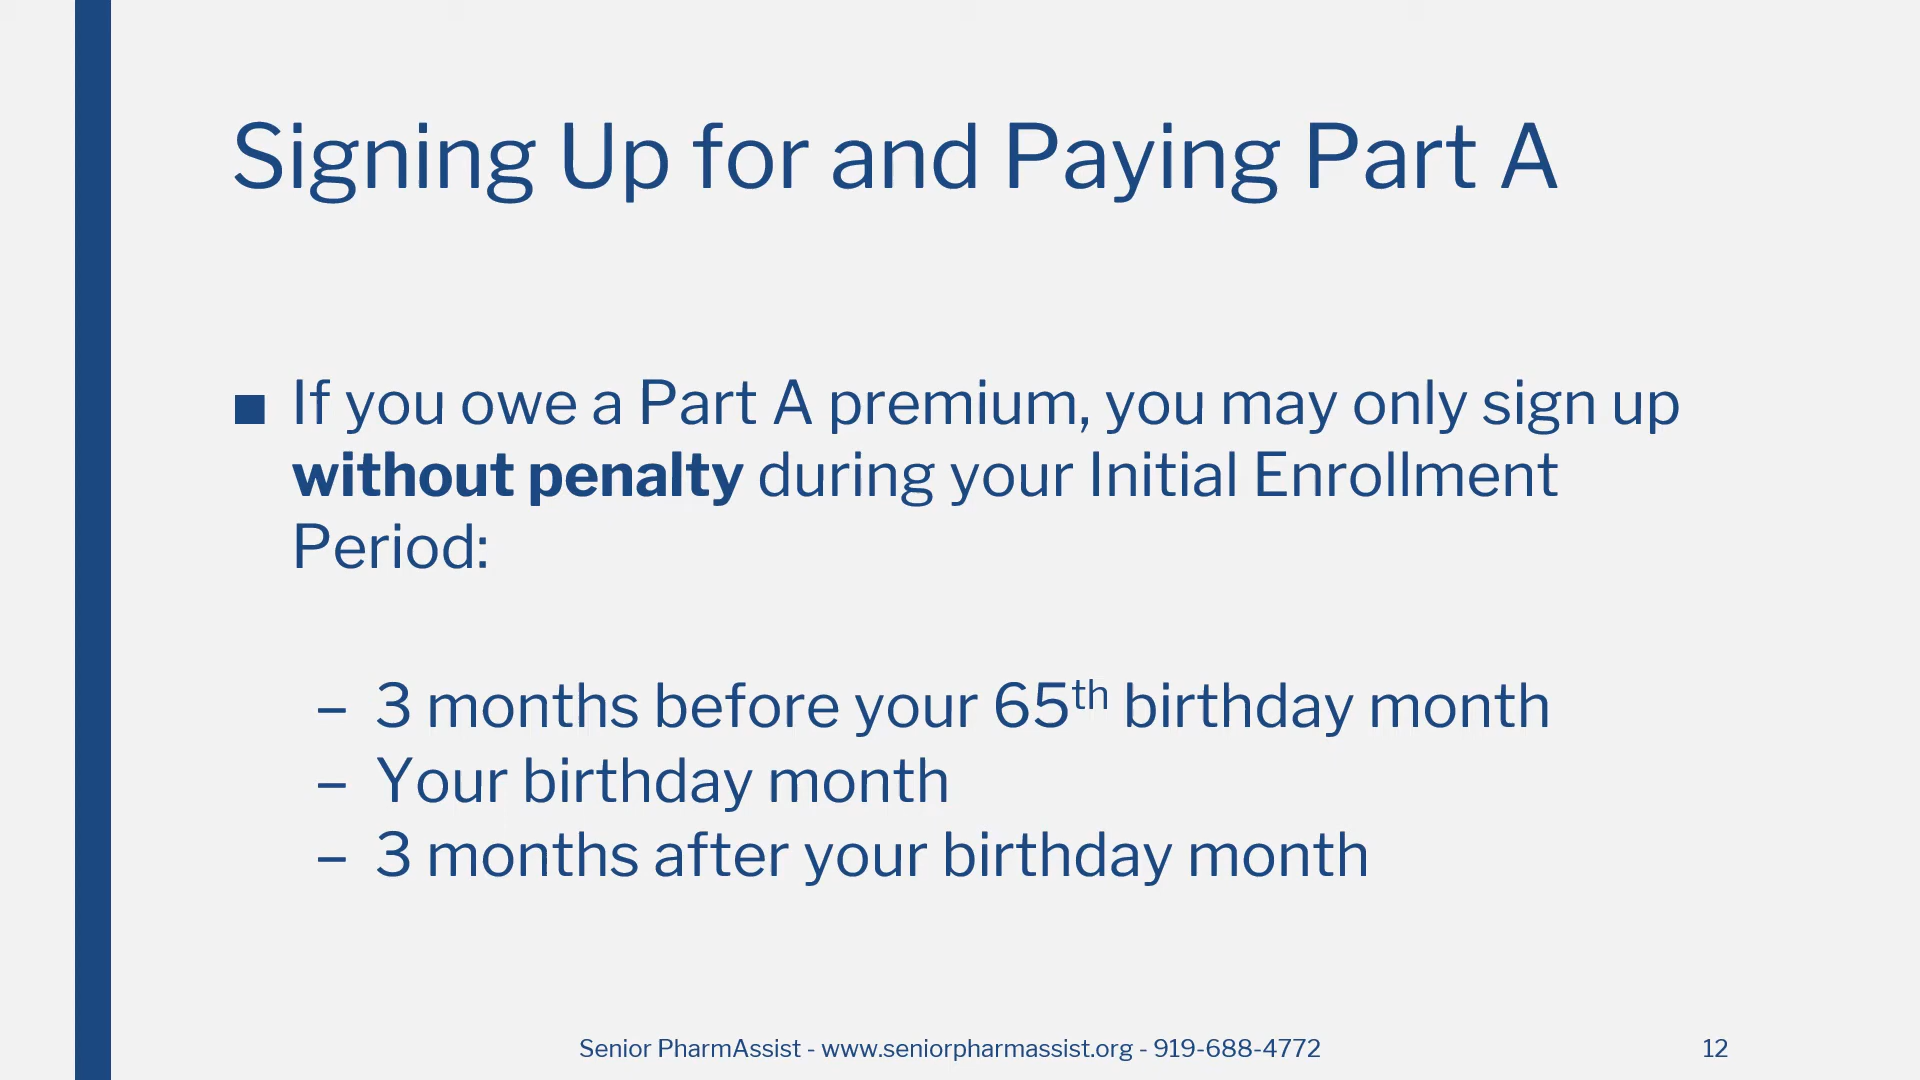 Signing Up for and Paying Part A
■ If you owe a Part A premium, you may only sign up
without penalty during your Initial Enrollment
Period:
– 3 months before your 65th birthday month
– Your birthday month
– 3 months after your birthday month
Senior PharmAssist - www.seniorpharmassist.org - 919-688-4772
12